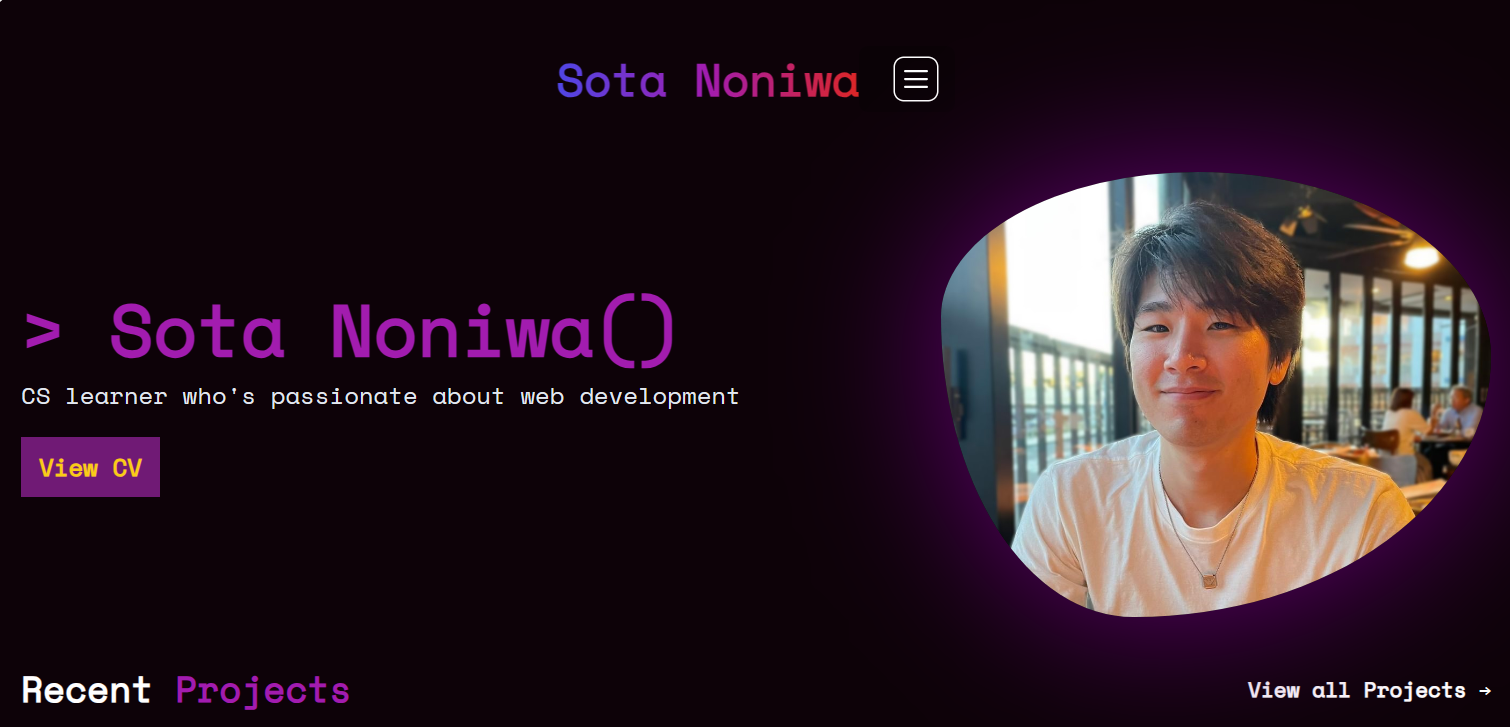 Sota Noniwa
> Sota Noniwa()
CS learner who's passionate about web development
View CV
Recent Projects
View all Projects →